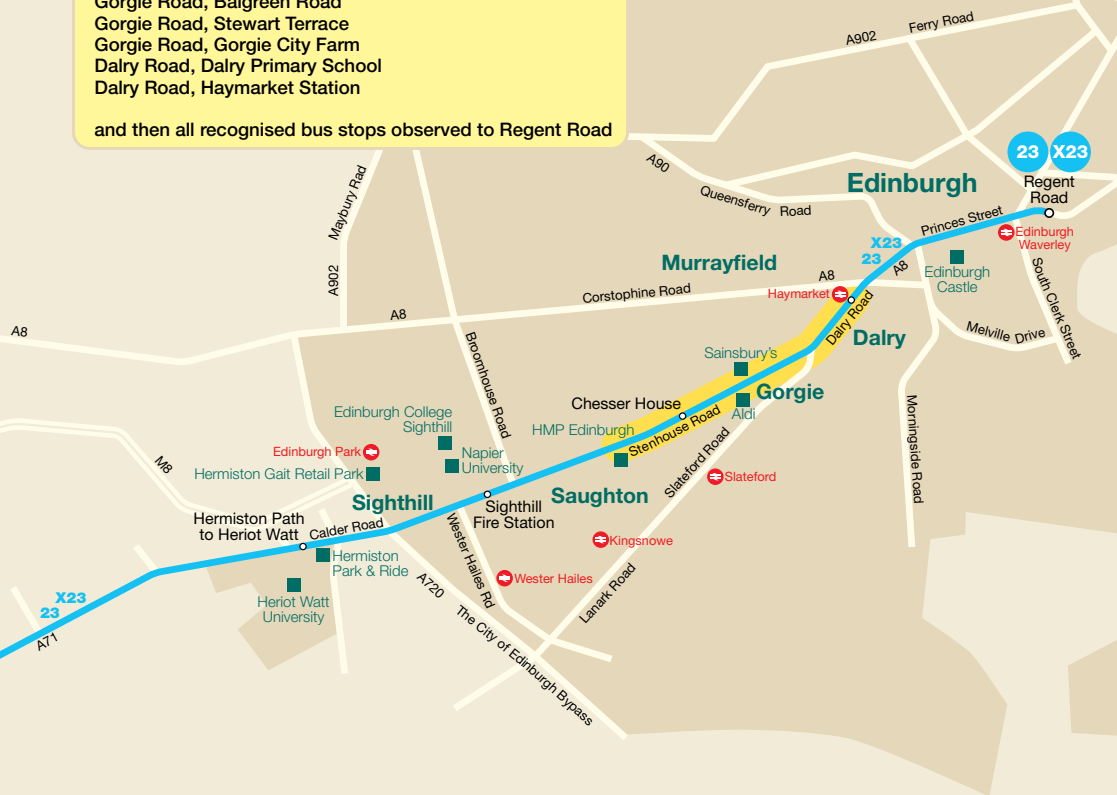 Gorgie Road, Balgreen Road
Gorgie Road, Stewart Terrace
Gorgie Road, Gorgie City Farm
Dalry Road, Dalry Primary School
Dalry Road, Haymarket Station
and then all recognised bus stops observed to Regent Road
A902
Ferry Road
A90
Queensferry Road
Edinburgh
23
X23
Regent
Road
Princes Street
Edinburgh
Waverley
X23
23
A8
Edinburgh
Castle
South Clerk Street
Melville Drive
Maybury Rad
A902
Murrayfield
A8
Corstophine Road
Haymarket
Dalry Road
Dalry
A8
A8
Broomhouse Road
Sainsbury's
Gorgie
Aldi
Chesser House
HMP Edinburgh
Stenhouse Road
Slateford Road
Morningside Road
Edinburgh College
Sighthill
Edinburgh Park
Napier
University
Hermiston Gait Retail Park
M8
Slateford
Sighthill
Saughton
Sighthill
Fire Station
Hermiston Path
to Heriot Watt
Calder Road
Kingsnowe
Hermiston
Park & Ride
Wester Hailes Rd
Wester Hailes
Lanark Road
A720
The City of Edinburgh Bypass
Heriot Watt
University
X23
23
A71